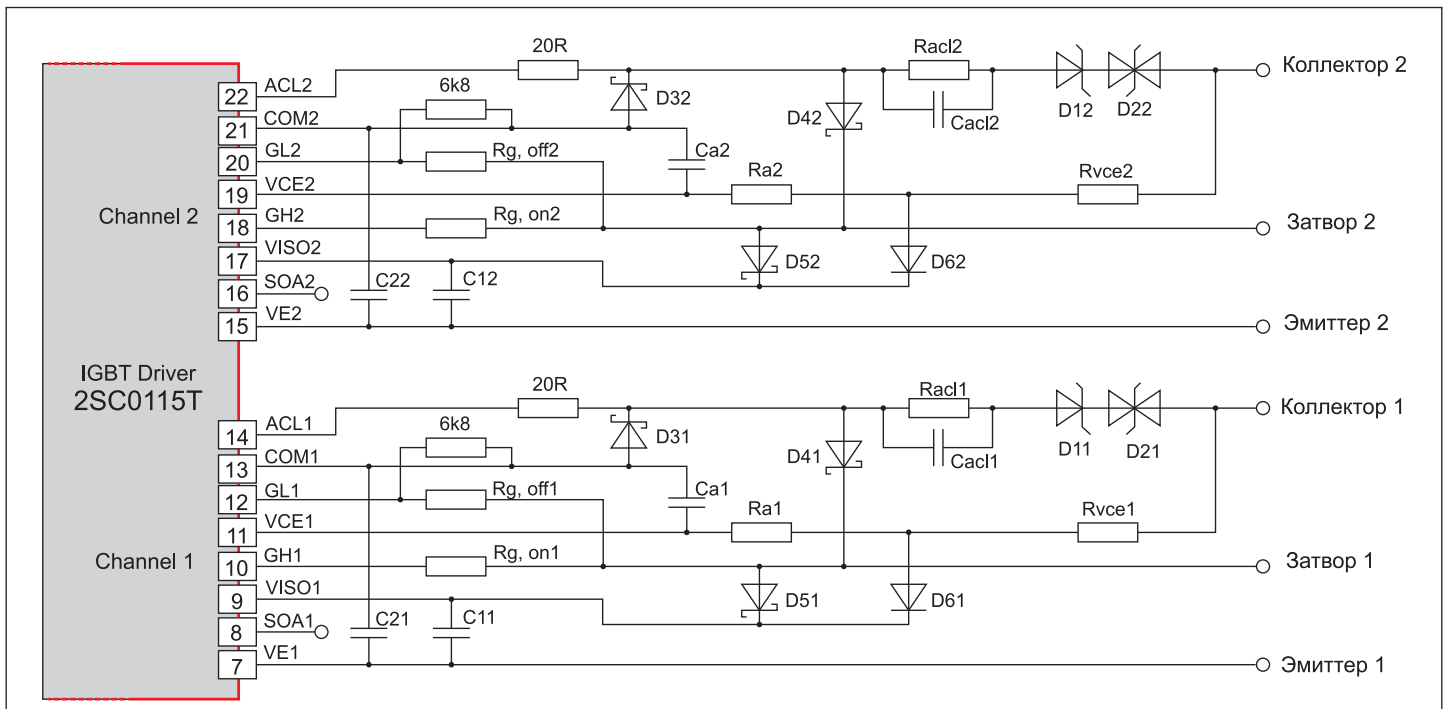 20R
Racl2
Коллектор 2
22
ACL2
6k8
D32
D42
Cacl2
D12
D22
21
COM2
20
GL2
Rg, off2
Ca2
19
VCE2
Ra2
Rvce2
Channel 2
18
GH2
Rg, on2
Затвор 2
17
VISO2
D52
D62
16
SOA2
C22
C12
15
VE2
Эмиттер 2
IGBT Driver
2SC0115T
20R
Racl1
Коллектор 1
14
ACL1
6k8
D31
D41
Cacl1
D11
D21
13
COM1
12
GL1
Rg, off1
Ca1
11
VCE1
Ra1
Rvce1
Channel 1
10
GH1
Rg, on1
Затвор 1
9
VISO1
D51
D61
8
SOA1
C21
C11
7
VE1
Эмиттер 1